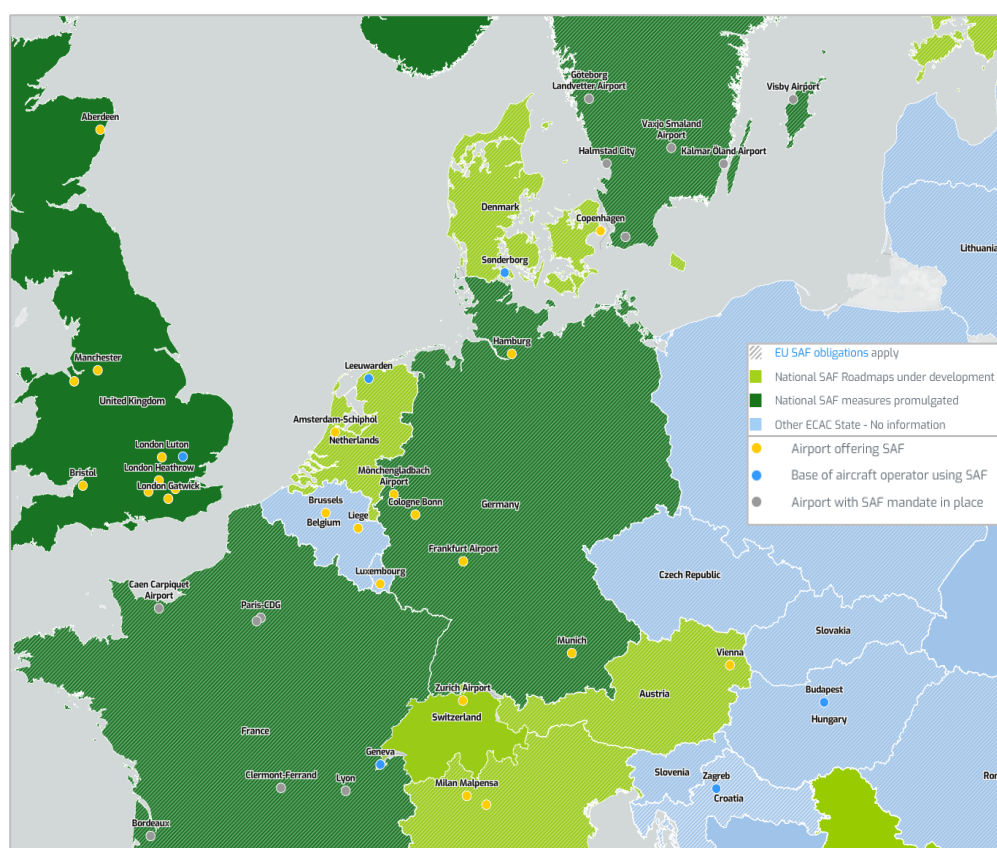 Göteborg
Landvetter Airport
Visby Airport
Aberdeen
Växjo Smaland
Airport
Halmstad City
Kalmar Oland Airport
Denmark
Copenhagen
Sønderborg
Lithuania
Hamburg
Manchester
Leeuwarden
United Kingdom
Amsterdam-Schiphol
Netherlands
London Luton
London Heathrow
Bristol
London Gatwick
Mönchengladbach
Airport
Cologne Bonn
Brussels
Belgium
Liege
Germany
Frankfurt Airport
Luxembourg
Czech Republic
Caen Carpiquet
Airport
Paris-CDG
Slovakia
Munich
Vienna
Zurich Airport
Switzerland
Austria
Budapest
Hungary
France
Geneva
Slovenia
Zagreb
Croatia
Clermont-Ferrand
Lyon
Milan Malpensa
Bordeaux
EU SAF obligations apply
National SAF Roadmaps under development
National SAF measures promulgated
Other ECAC State - No information
Airport offering SAF
Base of aircraft operator using SAF
Airport with SAF mandate in place